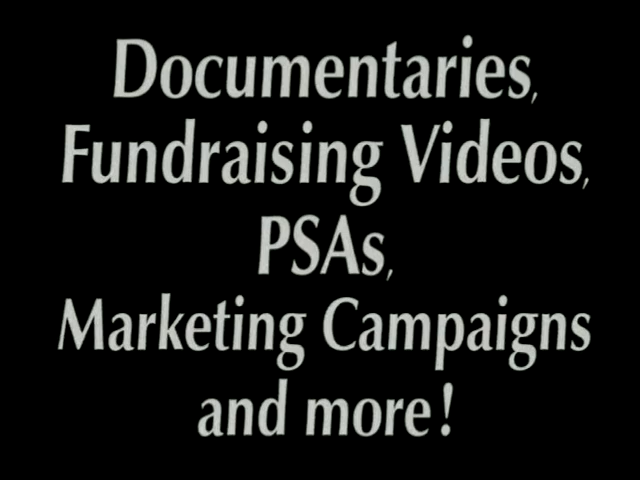 Documentaries,
Fundraising Videos,
PSAs,
Marketing Campaigns
and more!